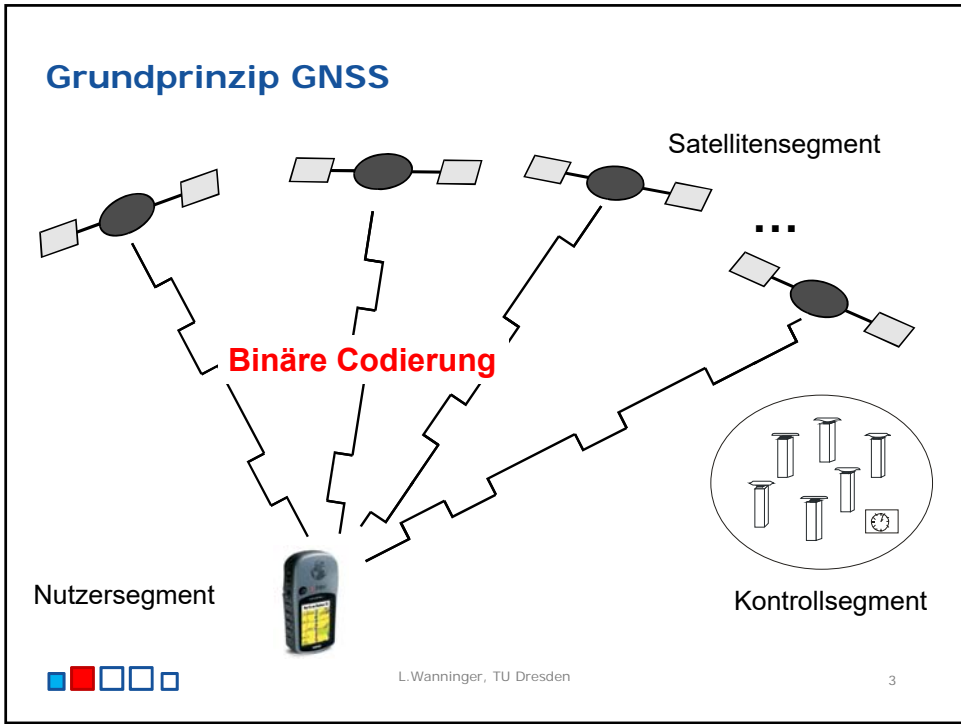 Grundprinzip GNSS
Satellitensegment
...
Binäre Codierung
Nutzersegment
Kontrollsegment
L.Wanninger, TU Dresden
3